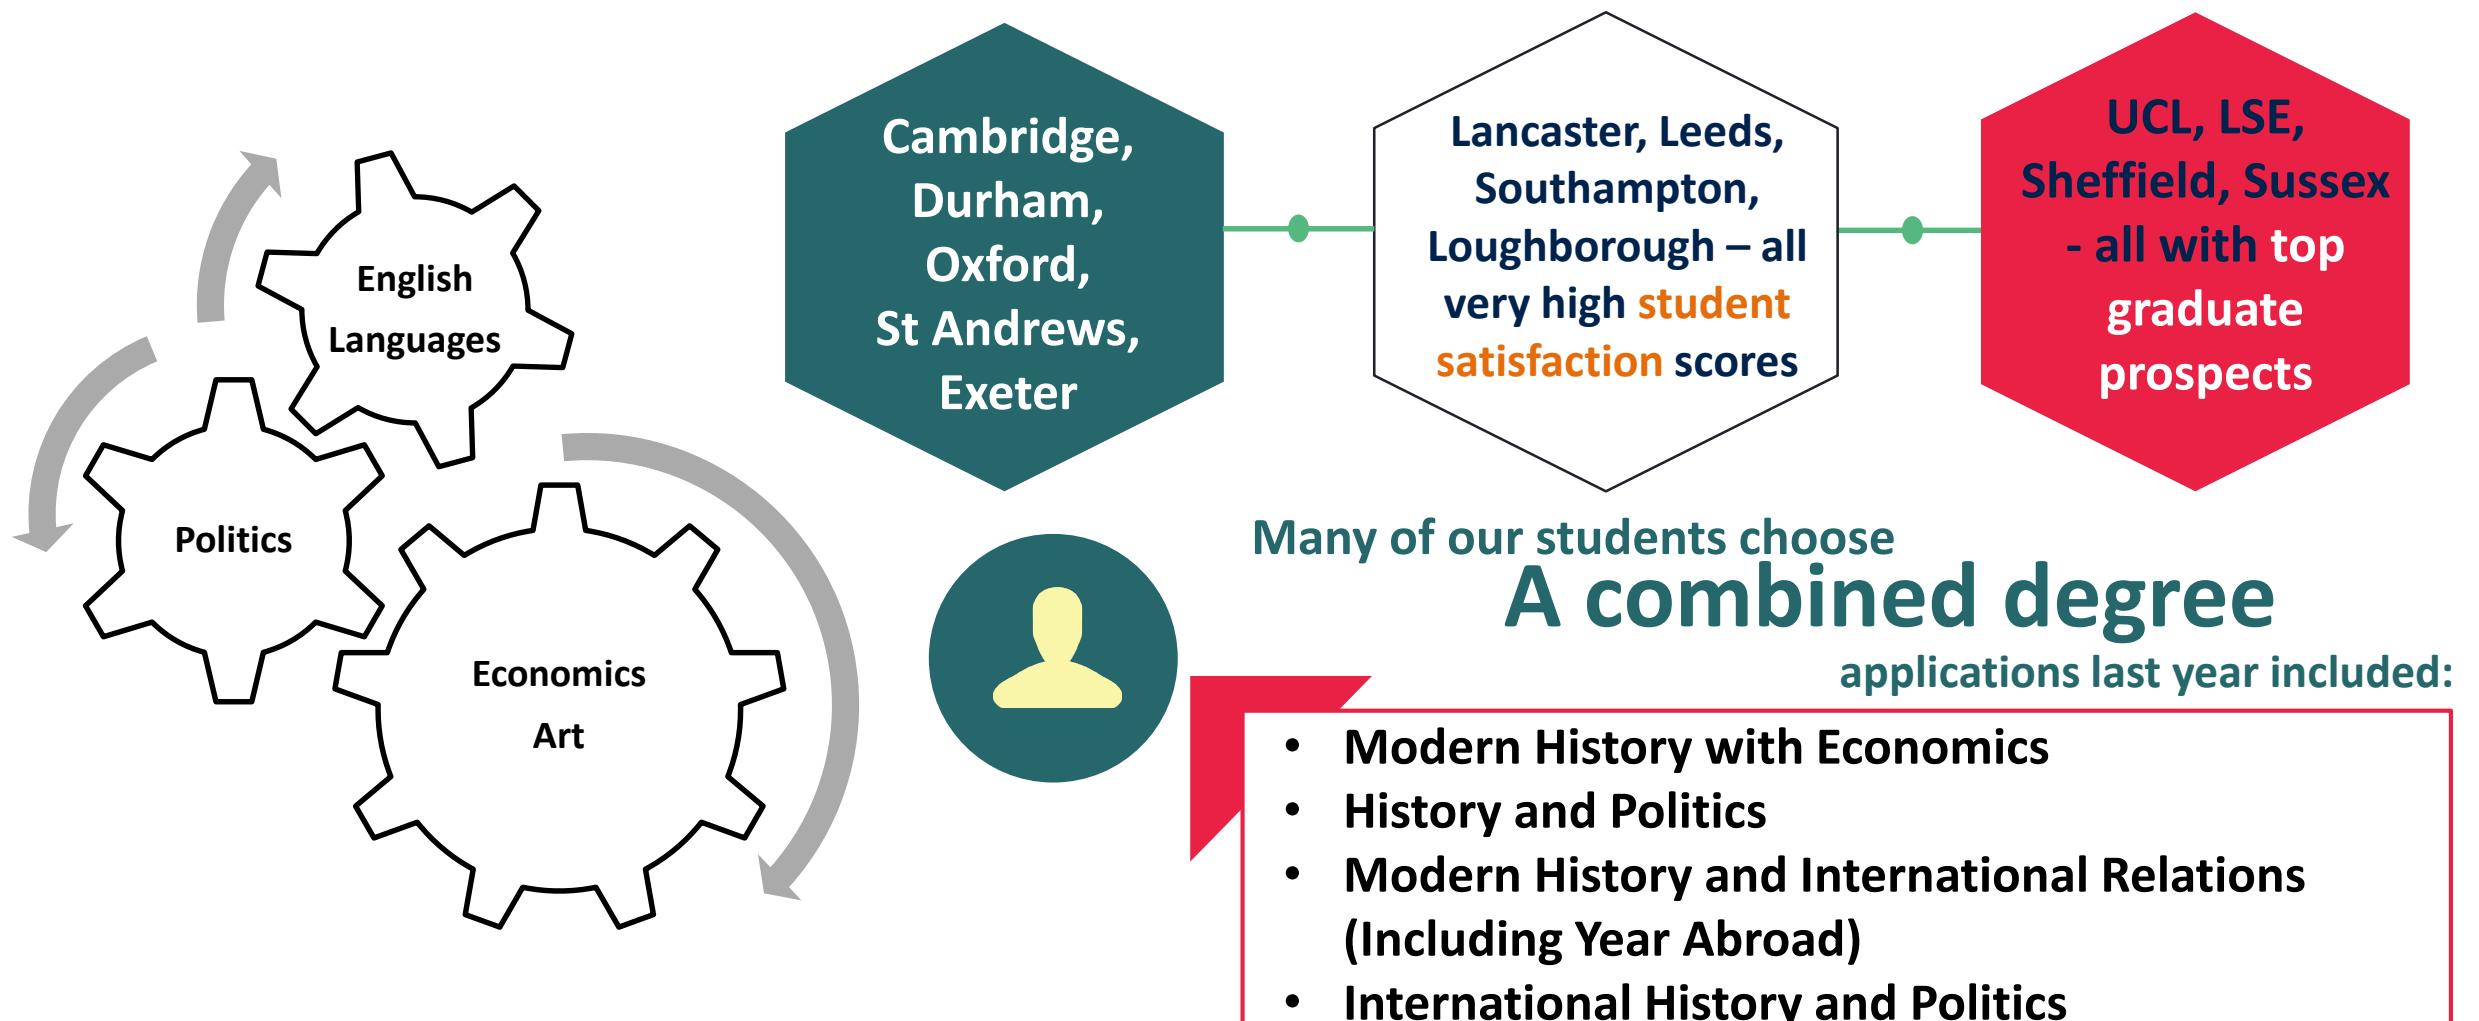 English
Languages
Politics
Economics
Art
Cambridge,
Durham,
Oxford,
St Andrews,
Exeter
Lancaster, Leeds,
Southampton,
Loughborough – all
very high student
satisfaction scores
UCL, LSE,
Sheffield, Sussex
- all with top
graduate
prospects
Many of our students choose
A combined degree
applications last year included:
• Modern History with Economics
• History and Politics
• Modern History and International Relations
(Including Year Abroad)
• International History and Politics